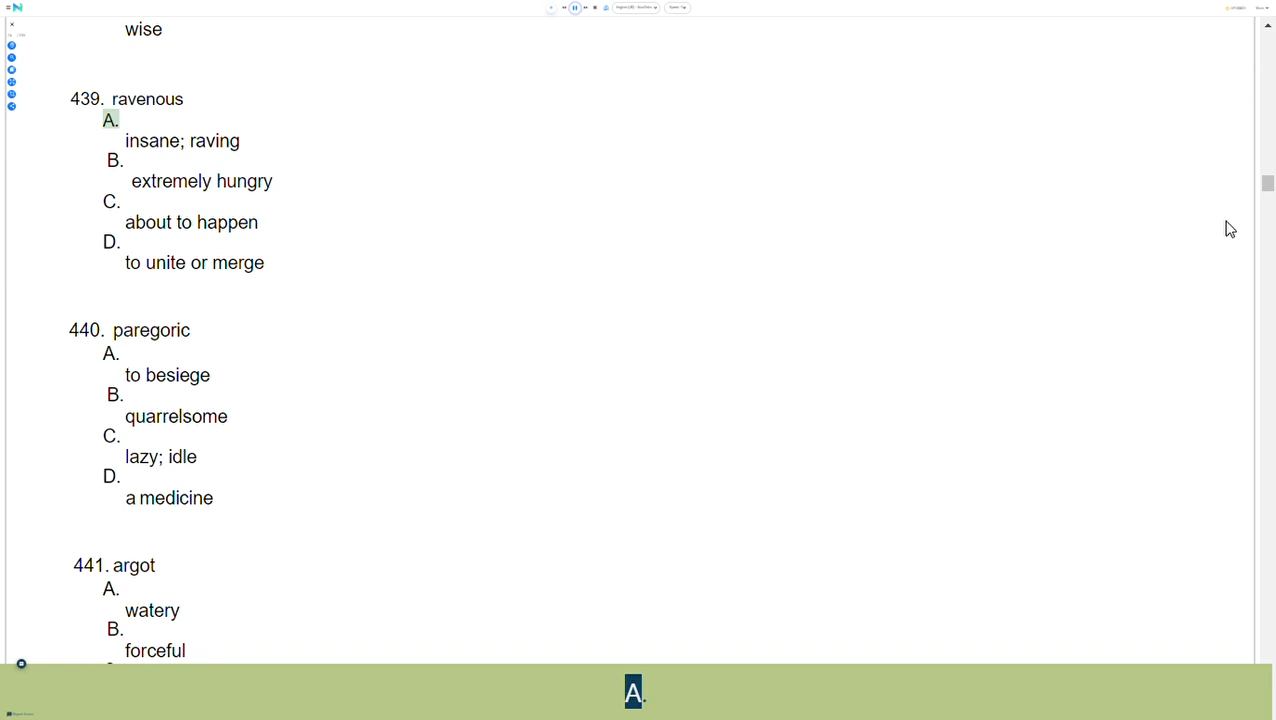 wise
439. ravenous
A.
insane; raving
B.
extremely hungry
C.
about to happen
D.
to unite or merge
440. paregoric
A.
to besiege
B.
quarrelsome
C.
lazy; idle
D.
a medicine
441. argot
A.
watery
B.
forceful
A.